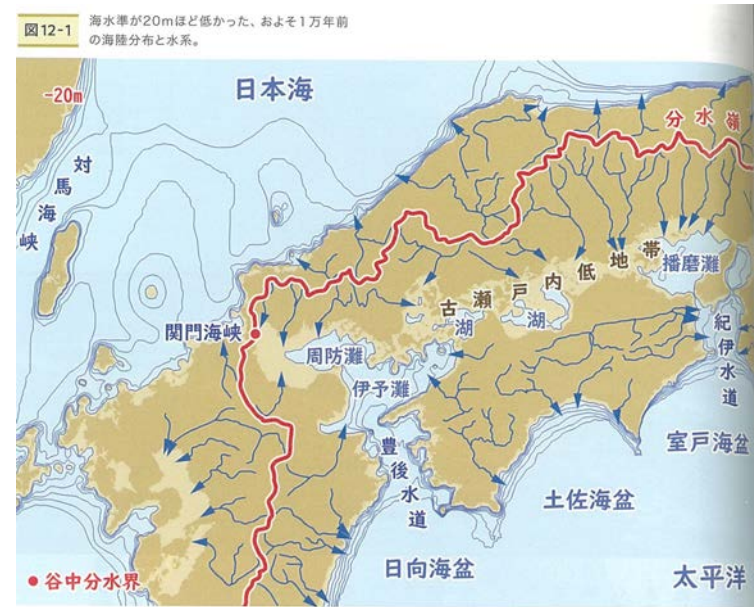 図12-1
海水準が20mほど低かった、およそ1万年前
の海陸分布と水系。
-20m
日本海
分水嶺
対馬海峡
古瀬戸内低地帯
播磨灘
湖
湖
関門海峡
周防灘
伊予灘
紀伊水道
豊後水道
室戸海盆
土佐海盆
日向海盆
太平洋
谷中分水界